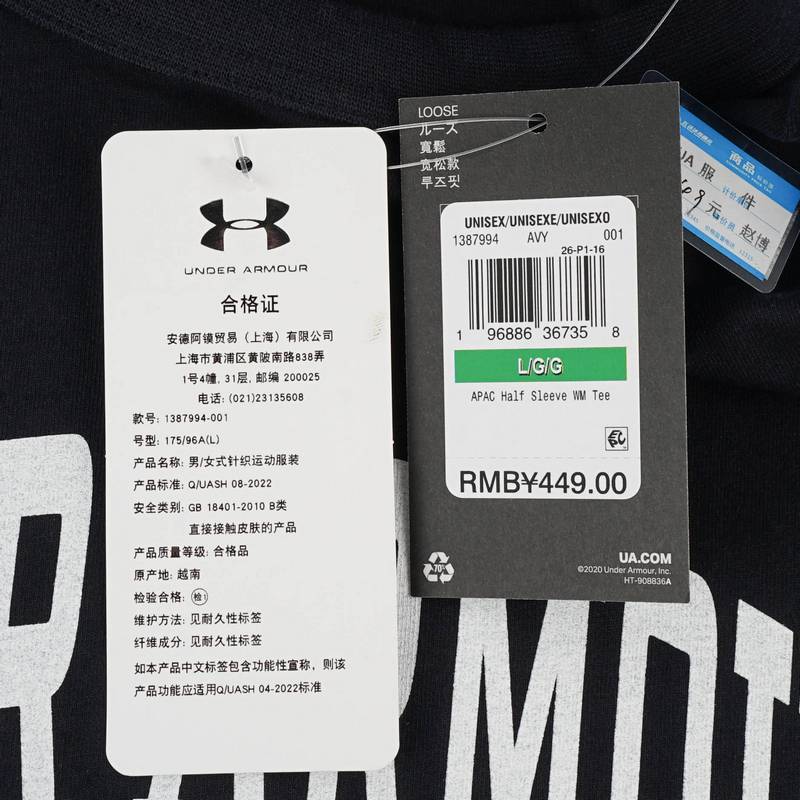 UNDER ARMOUR
合格证
安德阿镆贸易（上海）有限公司
上海市黄浦区黄陂南路838弄
1号4幢, 31层, 邮编 200025
电话: (021)23135608
款号: 1387994-001
号型: 175/96A(L)
产品名称: 男/女式针织运动服装
产品标准: Q/UASH 08-2022
安全类别: GB 18401-2010 B类
直接接触皮肤的产品
产品质量等级: 合格品
原产地: 越南
检验合格: 检1
维护方法: 见耐久性标签
纤维成分: 见耐久性标签
如本产品中文标签包含功能性宣称，则该
产品功能应适用Q/UASH 04-2022标准
LOOSE
ルーズ
寬鬆
宽松款
루즈핏
UNISEX/UNISEXE/UNISEXO
1387994 AVY 001
26-P1-16
1 96886 36735 8
L/G/G
APAC Half Sleeve WM Tee
RMB¥449.00
70%
UA.COM
©2020 Under Armour, Inc.
HT-908836A
商品
UA 服 件
元
赵博